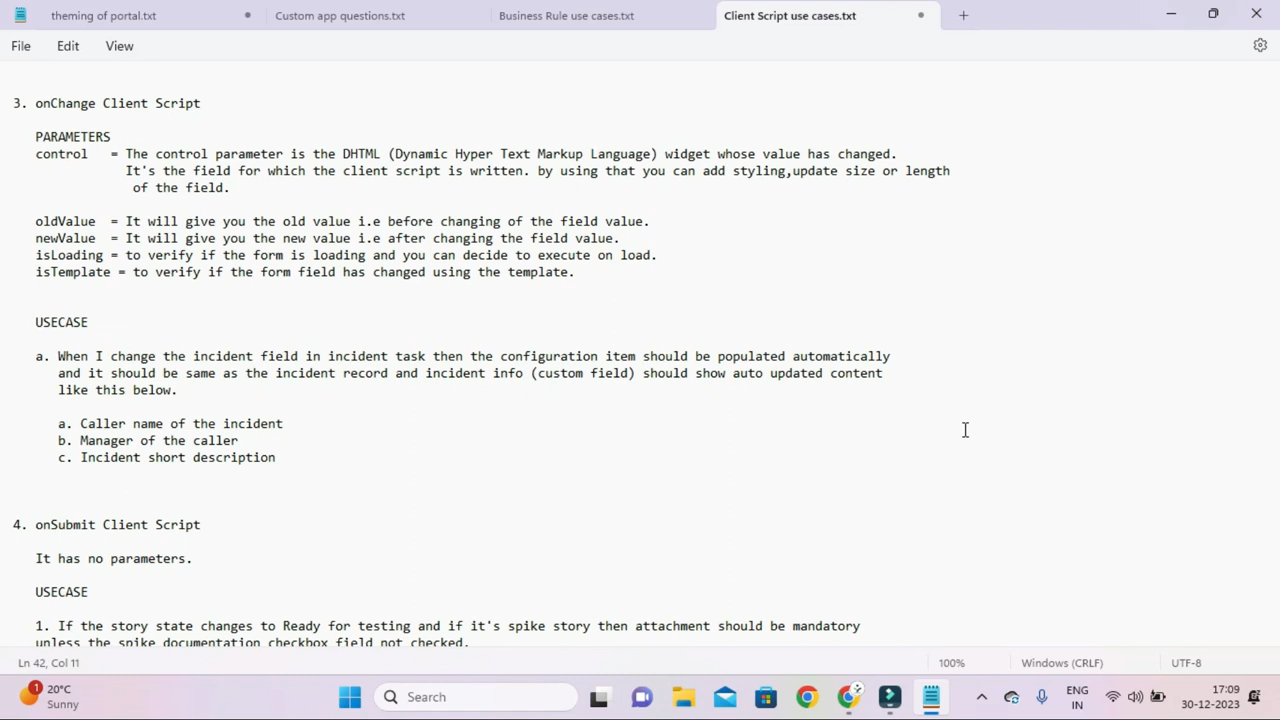 theming of portal.txt
Custom app questions.txt
Business Rule use cases.txt
Client Script use cases.txt
File Edit View
3. onChange Client Script
PARAMETERS
control = The control parameter is the DHTML (Dynamic Hyper Text Markup Language) widget whose value has changed.
It's the field for which the client script is written. by using that you can add styling,update size or length
of the field.
oldValue = It will give you the old value i.e before changing of the field value.
newValue = It will give you the new value i.e after changing the field value.
isLoading = to verify if the form is loading and you can decide to execute on load.
isTemplate = to verify if the form field has changed using the template.
USECASE
a. When I change the incident field in incident task then the configuration item should be populated automatically
and it should be same as the incident record and incident info (custom field) should show auto updated content
like this below.
a. Caller name of the incident
b. Manager of the caller
c. Incident short description
4. onSubmit Client Script
It has no parameters.
USECASE
1. If the story state changes to Ready for testing and if it's spike story then attachment should be mandatory
unless the spike documentation checkbox field not checked.
Ln 42, Col 11
100%
Windows (CRLF)
UTF-8
1
20°C
Sunny
Search
ENG
IN
17:09
30-12-2023